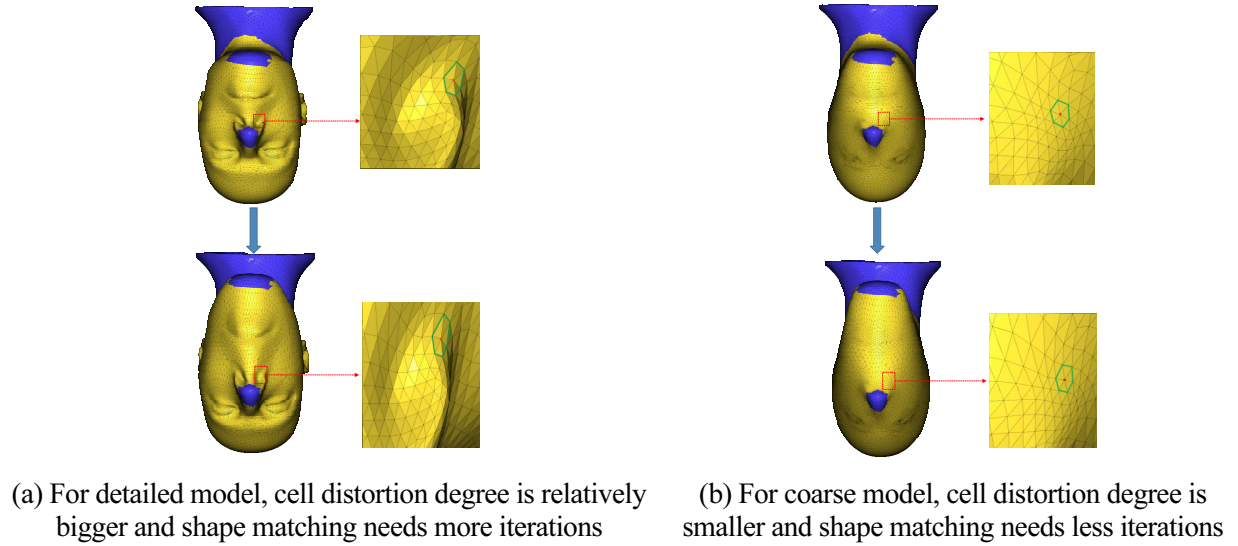 (a) For detailed model, cell distortion degree is relatively
bigger and shape matching needs more iterations
(b) For coarse model, cell distortion degree is
smaller and shape matching needs less iterations